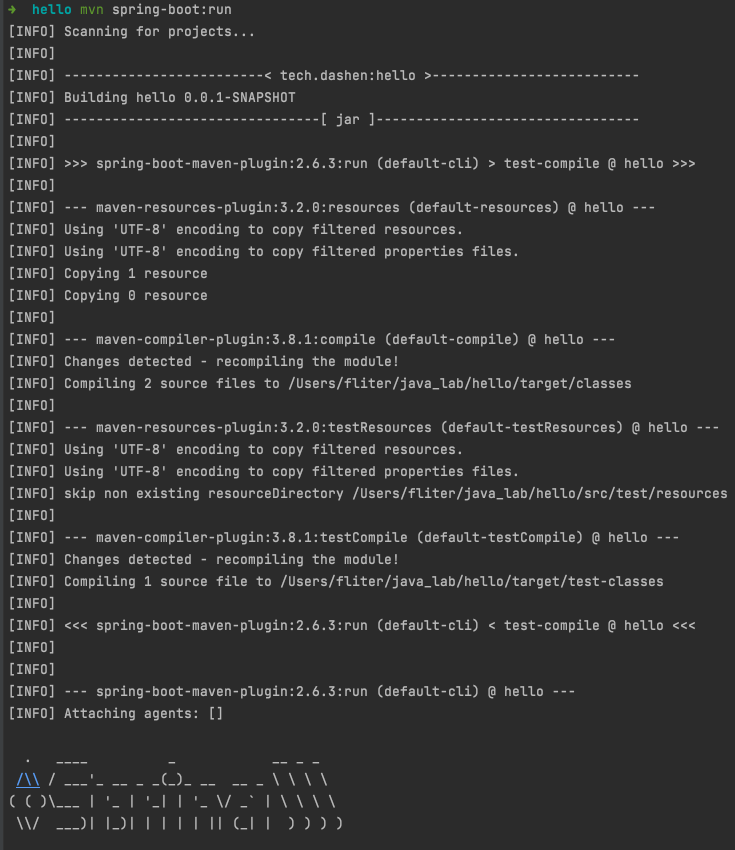 →  hello mvn spring-boot:run
[INFO] Scanning for projects...
[INFO]
[INFO] -------------------------< tech.dashen:hello >--------------------------
[INFO] Building hello 0.0.1-SNAPSHOT
[INFO] --------------------------------[ jar ]---------------------------------
[INFO]
[INFO] >>> spring-boot-maven-plugin:2.6.3:run (default-cli) > test-compile @ hello >>>
[INFO]
[INFO] --- maven-resources-plugin:3.2.0:resources (default-resources) @ hello ---
[INFO] Using 'UTF-8' encoding to copy filtered resources.
[INFO] Using 'UTF-8' encoding to copy filtered properties files.
[INFO] Copying 1 resource
[INFO] Copying 0 resource
[INFO]
[INFO] --- maven-compiler-plugin:3.8.1:compile (default-compile) @ hello ---
[INFO] Changes detected - recompiling the module!
[INFO] Compiling 2 source files to /Users/fliter/java_lab/hello/target/classes
[INFO]
[INFO] --- maven-resources-plugin:3.2.0:testResources (default-testResources) @ hello ---
[INFO] Using 'UTF-8' encoding to copy filtered resources.
[INFO] Using 'UTF-8' encoding to copy filtered properties files.
[INFO] skip non existing resourceDirectory /Users/fliter/java_lab/hello/src/test/resources
[INFO]
[INFO] --- maven-compiler-plugin:3.8.1:testCompile (default-testCompile) @ hello ---
[INFO] Changes detected - recompiling the module!
[INFO] Compiling 1 source file to /Users/fliter/java_lab/hello/target/test-classes
[INFO]
[INFO] <<< spring-boot-maven-plugin:2.6.3:run (default-cli) < test-compile @ hello <<<
[INFO]
[INFO]
[INFO] --- spring-boot-maven-plugin:2.6.3:run (default-cli) @ hello ---
[INFO] Attaching agents: []
  .   ____          _            __ _ _
 /\\ / ___'_ __ _ _(_)_ __  __ _ \ \ \ \
( ( )\___ | '_ | '_| | '_ \/ _` | \ \ \ \
 \\/  ___)| |_)| | | | | || (_| |  ) ) ) )